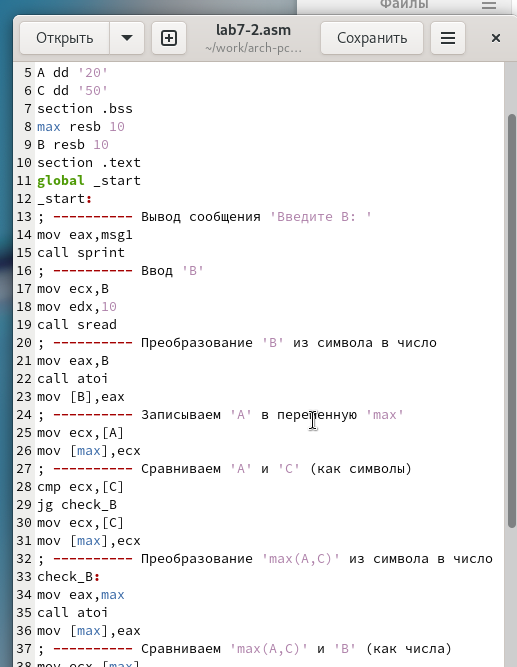 Файлы
Открыть
lab7-2.asm
~/work/arch-pc...
Сохранить
5 A dd '20'
6 C dd '50'
7 section .bss
8 max resb 10
9 B resb 10
10 section .text
11 global _start
12 _start:
13 ; ---------- Вывод сообщения 'Введите B: '
14 mov eax,msg1
15 call sprint
16 ; ---------- Ввод 'B'
17 mov ecx,B
18 mov edx,10
19 call sread
20 ; ---------- Преобразование 'B' из символа в число
21 mov eax,B
22 call atoi
23 mov [B],eax
24 ; ---------- Записываем 'A' в переменную 'max'
25 mov ecx,[A]
26 mov [max],ecx
27 ; ---------- Сравниваем 'A' и 'C' (как символы)
28 cmp ecx,[C]
29 jg check_B
30 mov ecx,[C]
31 mov [max],ecx
32 ; ---------- Преобразование 'max(A,C)' из символа в число
33 check_B:
34 mov eax,max
35 call atoi
36 mov [max],eax
37 ; ---------- Сравниваем 'max(A,C)' и 'B' (как числа)
38 mov ecx,[max]